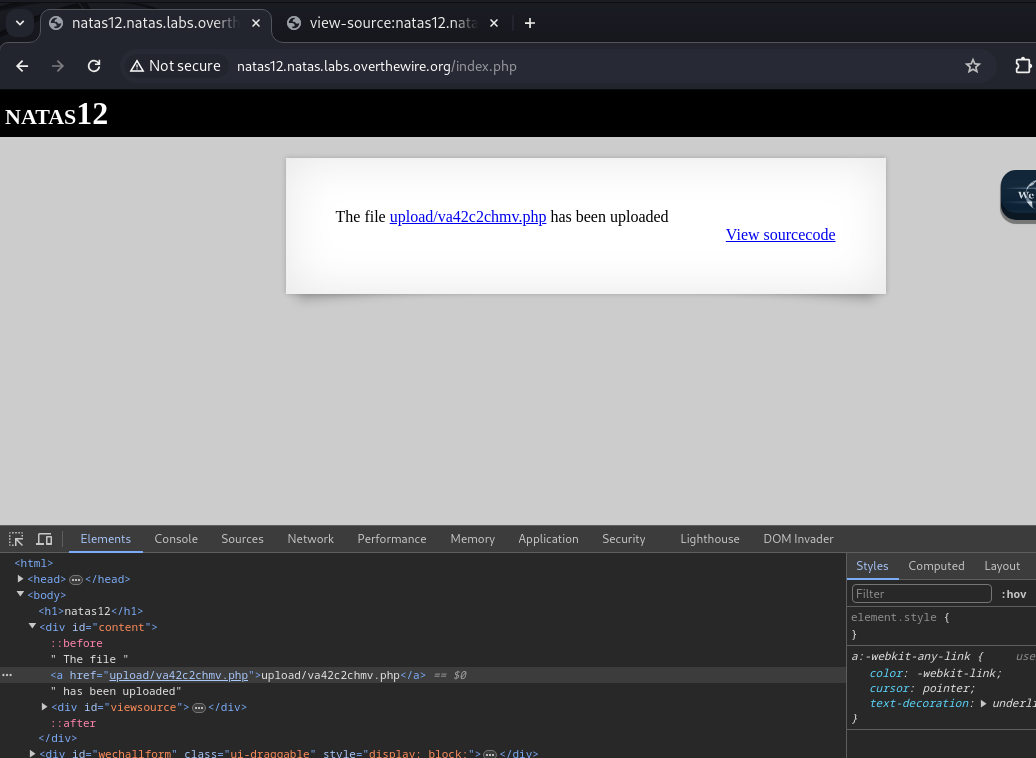 natas12.natas.labs.overth
view-source:natas12.nata
Not secure natas12.natas.labs.overthewire.org/index.php
NATAS12
We
The file upload/va42c2chmv.php has been uploaded
View sourcecode
Elements Console Sources Network Performance Memory Application Security Lighthouse DOM Invader
<html>
<head> ••• </head>
<body>
<h1>natas12</h1>
<div id="content">
::before
" The file "
<a href="upload/va42c2chmv.php">upload/va42c2chmv.php</a> == $0
" has been uploaded"
<div id="viewsource"> ••• </div>
::after
</div>
<div id="wechallform" class="ui-draggable" style="display: block;"> ••• </div>
Styles Computed Layout
Filter :hov
element.style {
}
a:-webkit-any-link { use
color: -webkit-link;
cursor: pointer;
text-decoration: underli
}